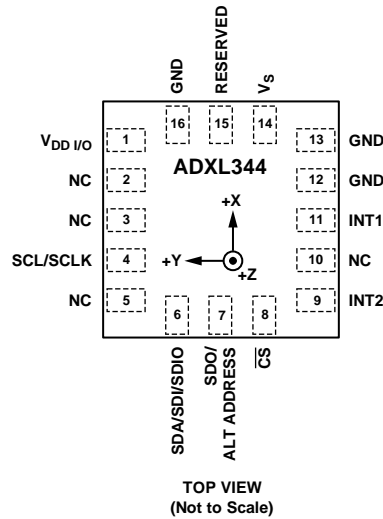 GND
RESERVED
VS
16
15
14
VDD I/O
1
13
GND
ADXL344
NC
2
12
GND
+X
NC
3
11
INT1
SCL/SCLK
4
+Y
+Z
10
NC
NC
5
9
INT2
6
7
8
SDA/SDI/SDIO
SDO/
ALT ADDRESS
CS
TOP VIEW
(Not to Scale)